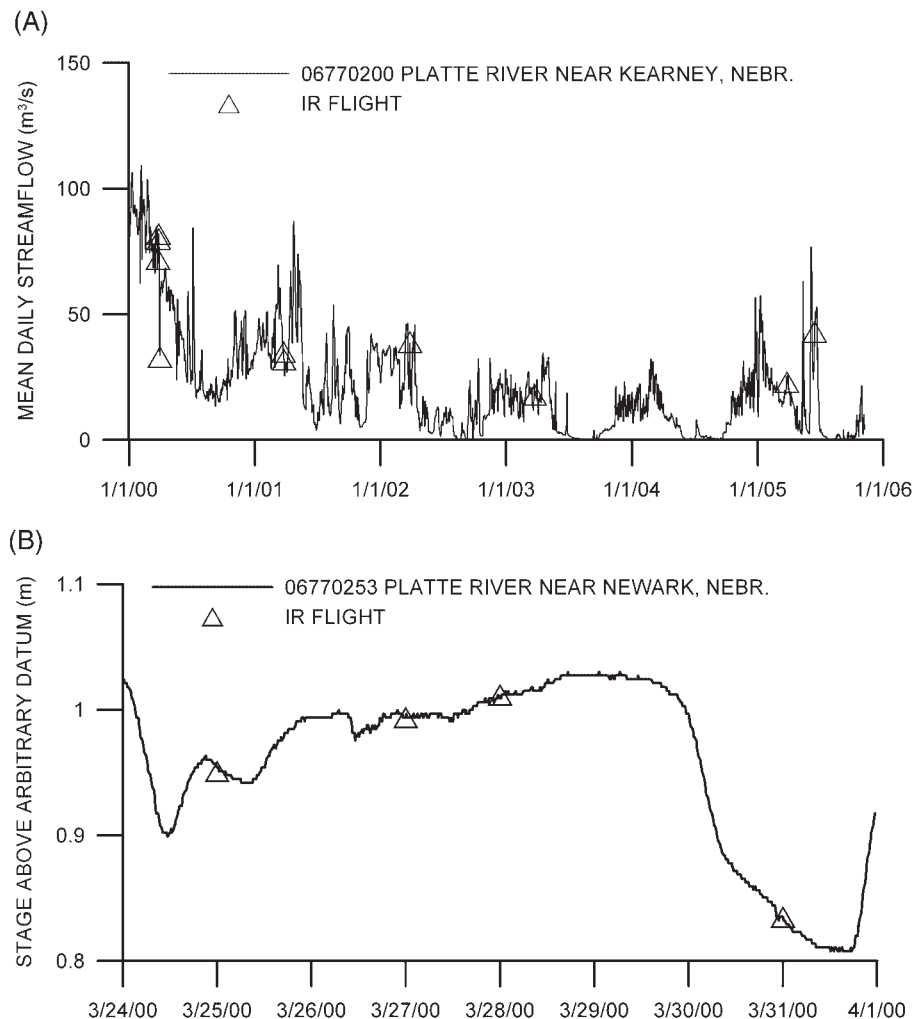 (A)
150
100
50
0
MEAN DAILY STREAMFLOW (m³/s)
06770200 PLATTE RIVER NEAR KEARNEY, NEBR.
IR FLIGHT
1/1/00 1/1/01 1/1/02 1/1/03 1/1/04 1/1/05 1/1/06
(B)
1.1
1
0.9
0.8
STAGE ABOVE ARBITRARY DATUM (m)
06770253 PLATTE RIVER NEAR NEWARK, NEBR.
IR FLIGHT
3/24/00 3/25/00 3/26/00 3/27/00 3/28/00 3/29/00 3/30/00 3/31/00 4/1/00